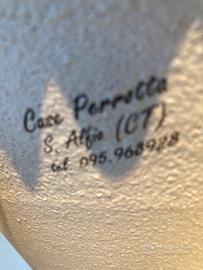 Case Perrotta
S. Alfio (CT)
tel. 095.968928